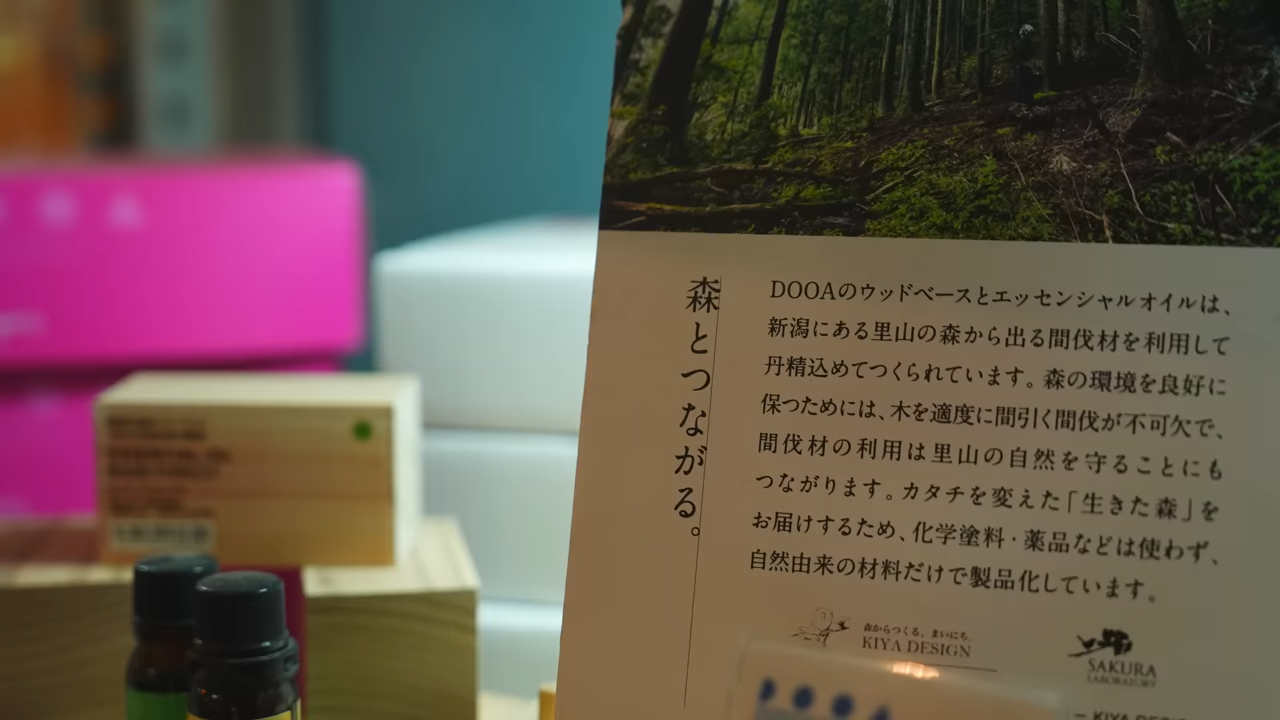 森とつながる。
DOOAのウッドベースとエッセンシャルオイルは、
新潟にある里山の森から出る間伐材を利用して
丹精込めてつくられています。森の環境を良好に
保つためには、木を適度に間引く間伐が不可欠で、
間伐材の利用は里山の自然を守ることにも
つながります。カタチを変えた「生きた森」を
お届けするため、化学塗料・薬品などは使わず、
自然由来の材料だけで製品化しています。
森からつくる、まいにち。
KIYA DESIGN
SAKURA
LABORATORY